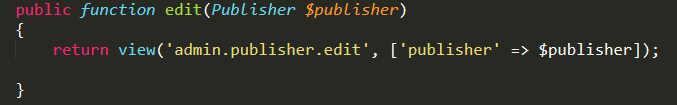 public function edit(Publisher $publisher)
{
return view('admin.publisher.edit', ['publisher' => $publisher]);
}